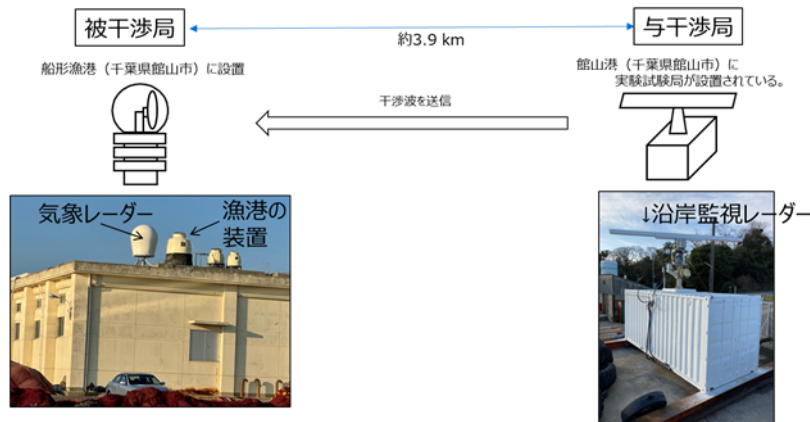 被干渉局
約3.9 km
与干渉局
船形漁港（千葉県館山市）に設置
館山港（千葉県館山市）に
実験試験局が設置されている。
干渉波を送信
気象レーダー
漁港の
装置
↓沿岸監視レーダー